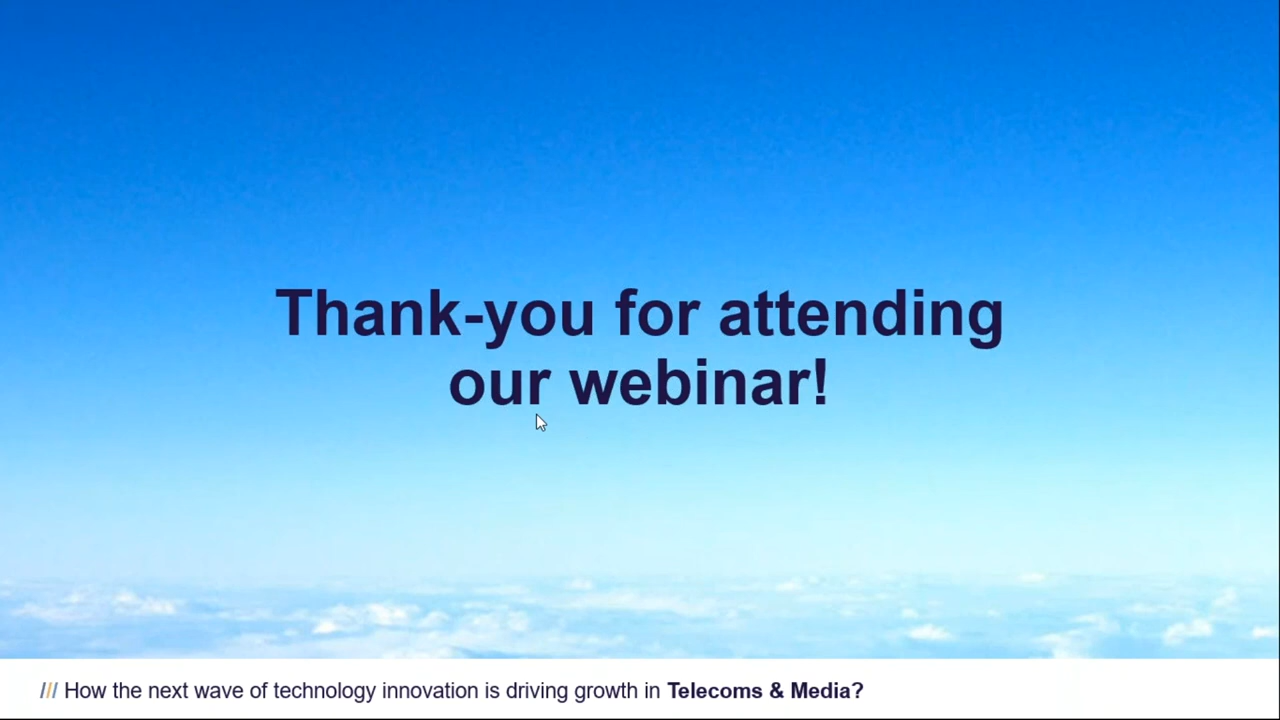 Thank-you for attending
our webinar!
/// How the next wave of technology innovation is driving growth in Telecoms & Media?